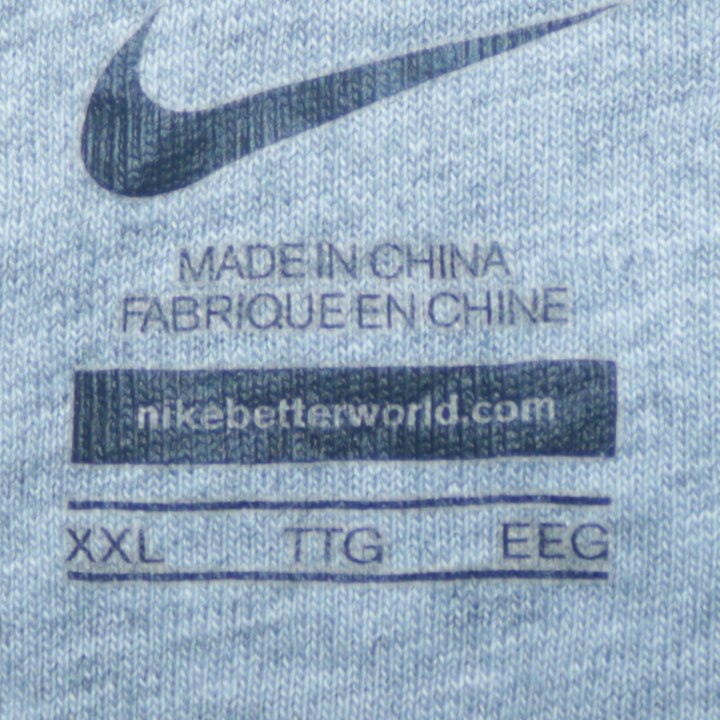 MADE IN CHINA
FABRIQUE EN CHINE
nikebetterworld.com
XXL TTG EEG